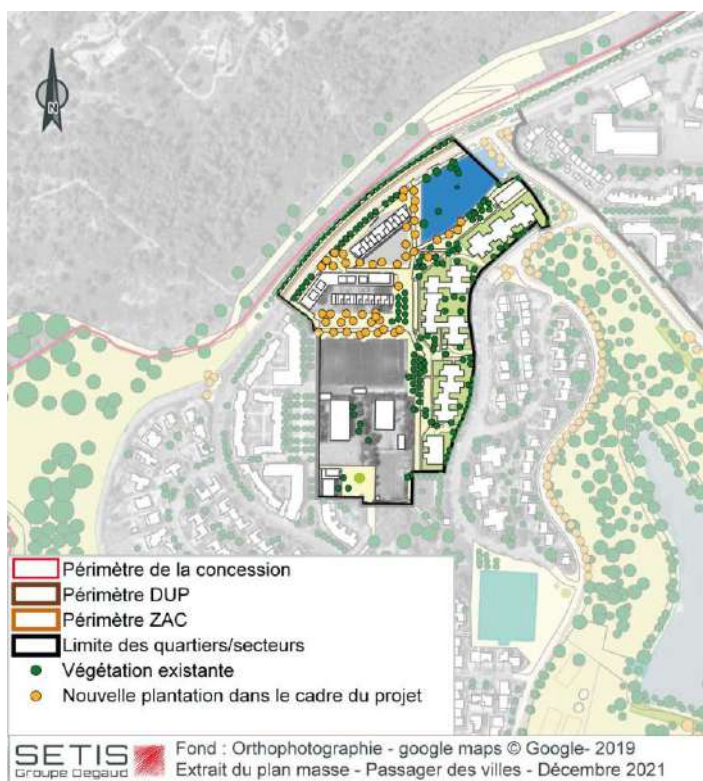 N
Périmètre de la concession
Périmètre DUP
Périmètre ZAC
Limite des quartiers/secteurs
Végétation existante
Nouvelle plantation dans le cadre du projet
SETIS
Groupe Degaud
Fond : Orthophotographie - google maps © Google- 2019
Extrait du plan masse - Passager des villes - Décembre 2021